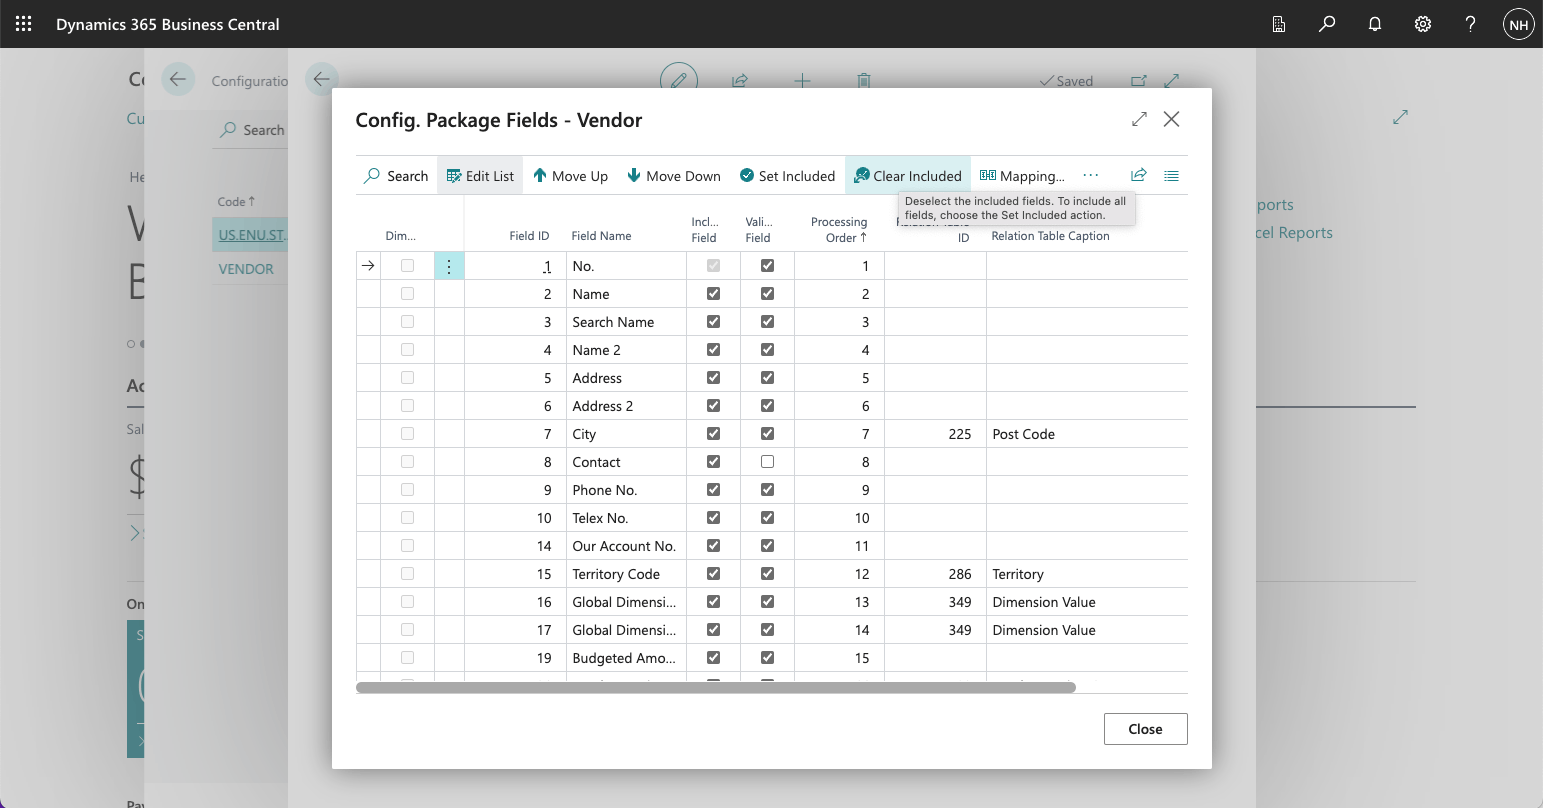 Dynamics 365 Business Central
NH
Configuratio
Saved
Cu
Search
Code ↑
US.ENU.ST...
VENDOR
Sal
On
ports
cel Reports
Config. Package Fields - Vendor
Search Edit List Move Up Move Down Set Included Clear Included Mapping... ...
Deselect the included fields. To include all
fields, choose the Set Included action.
Dim... Field ID Field Name Incl... Field Vali... Field Processing Order ↑ ID Relation Table Caption
1 No. 1
2 Name 2
3 Search Name 3
4 Name 2 4
5 Address 5
6 Address 2 6
7 City 7 225 Post Code
8 Contact 8
9 Phone No. 9
10 Telex No. 10
14 Our Account No. 11
15 Territory Code 12 286 Territory
16 Global Dimensi... 13 349 Dimension Value
17 Global Dimensi... 14 349 Dimension Value
19 Budgeted Amo... 15
Close